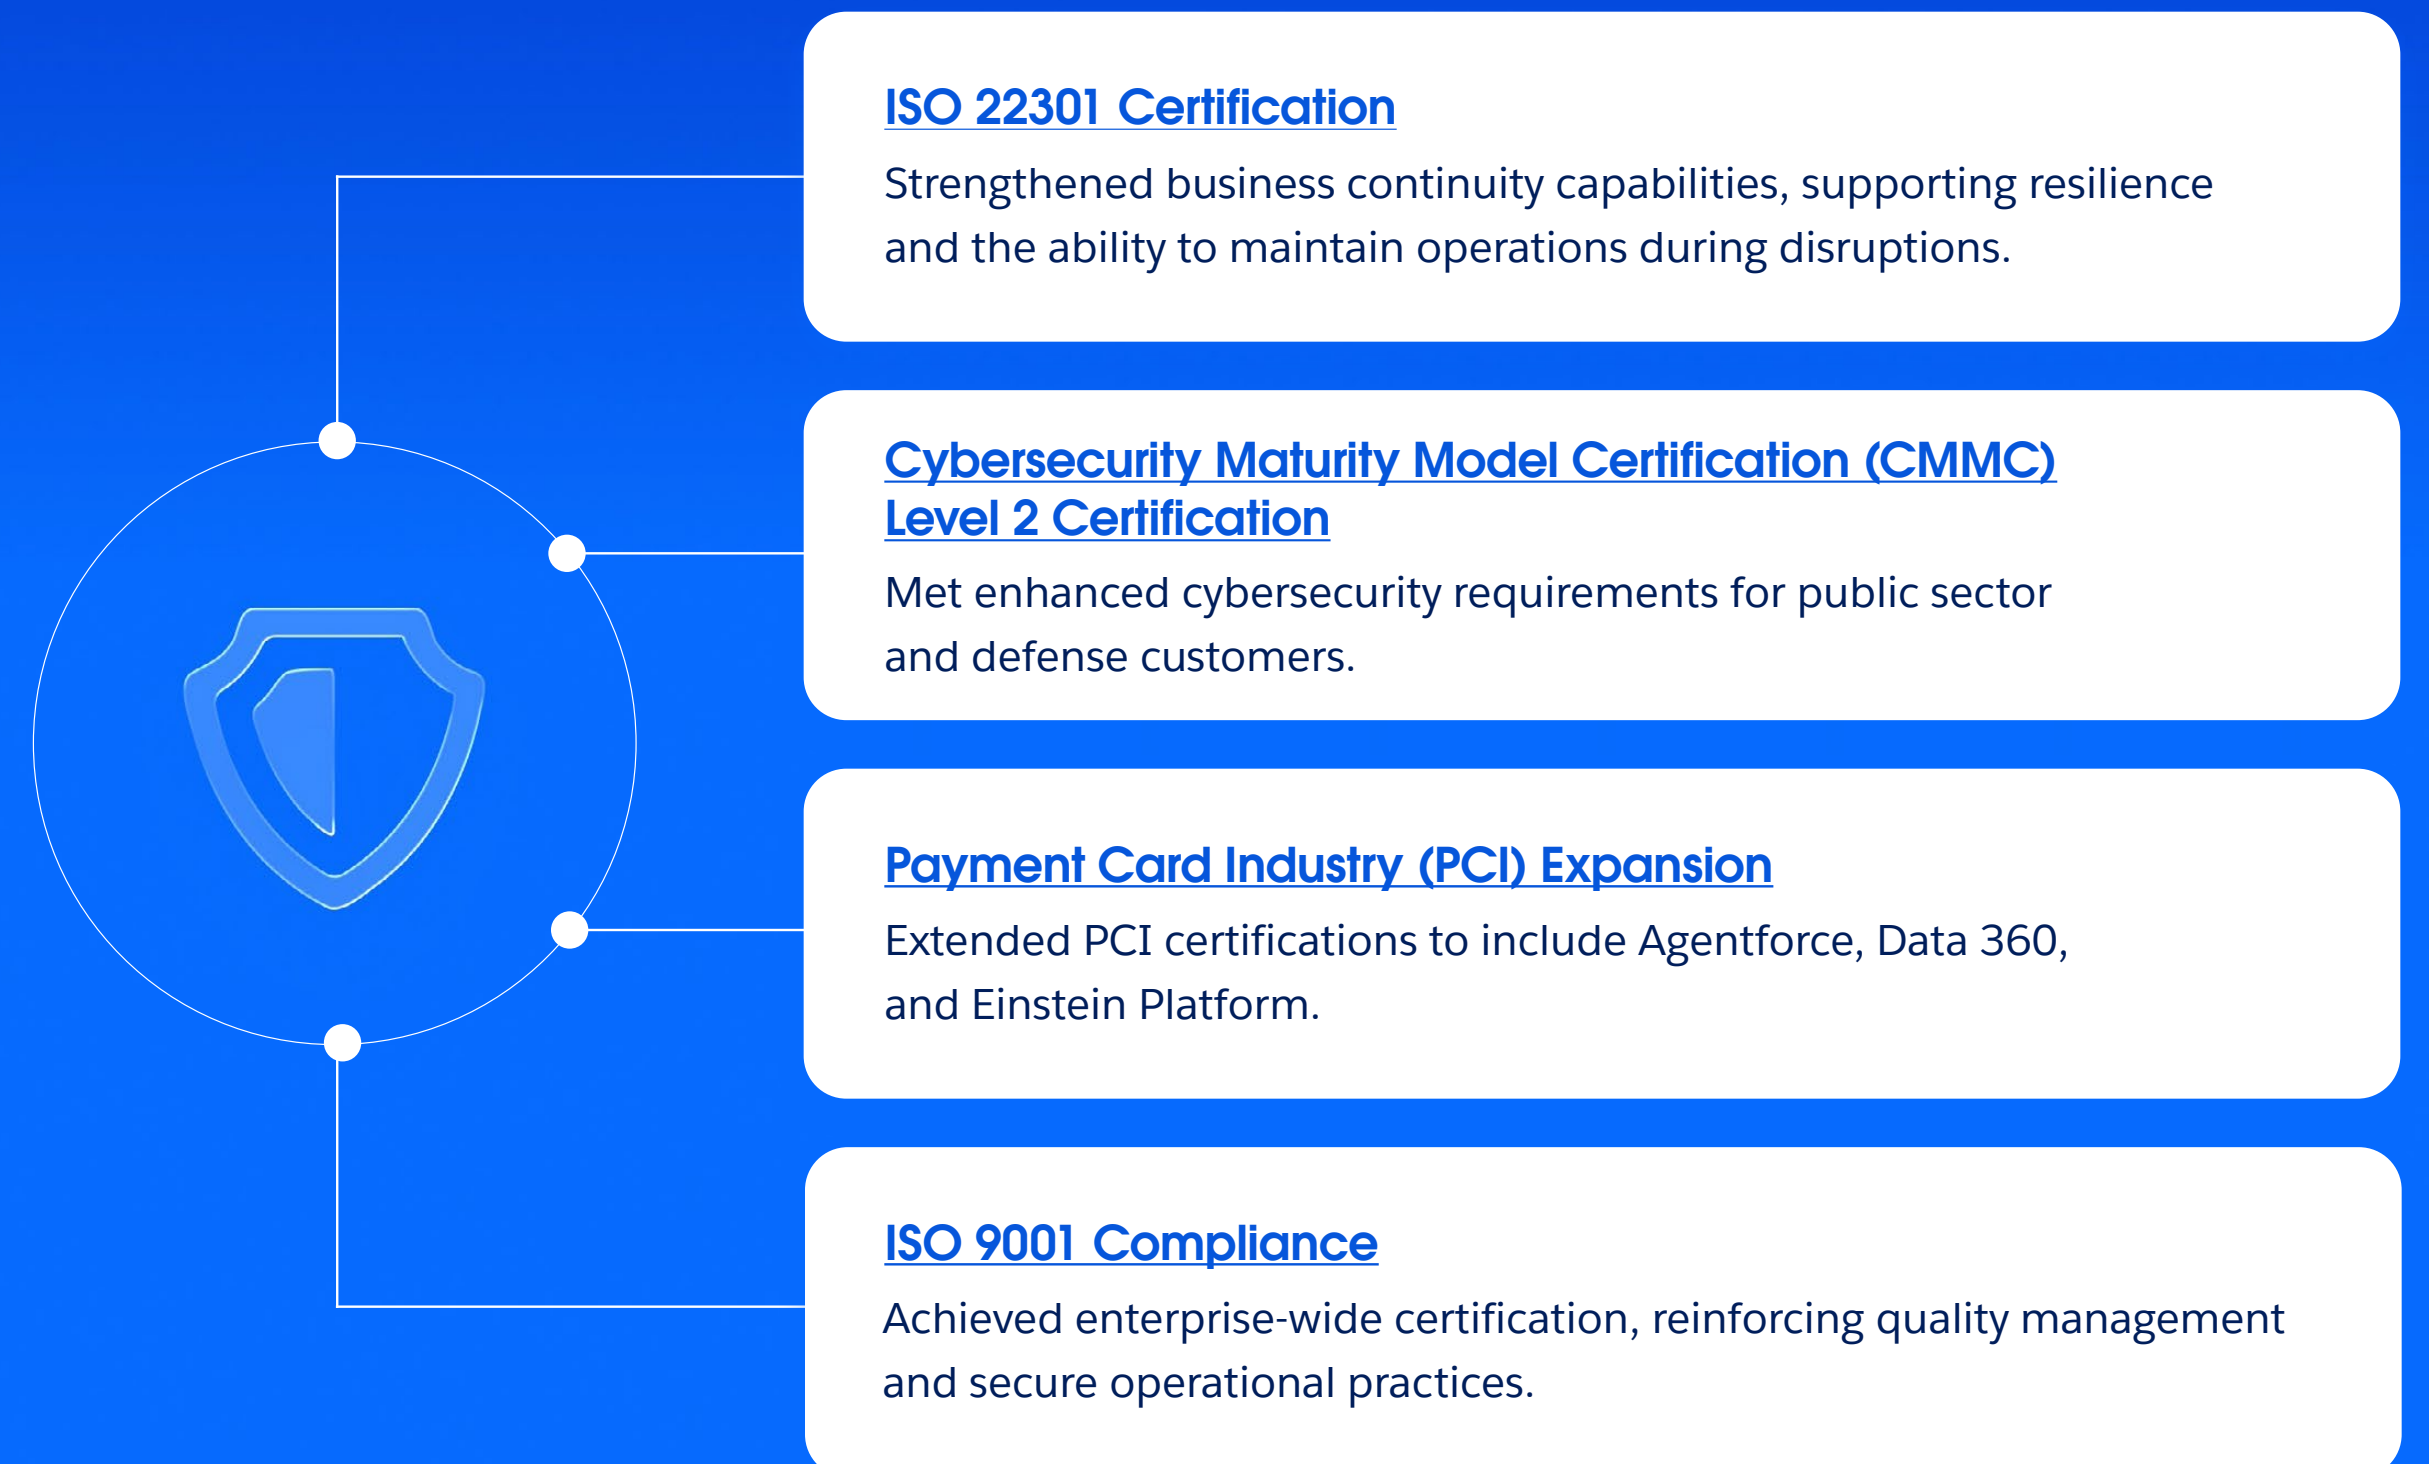 ISO 22301 Certification
Strengthened business continuity capabilities, supporting resilience
and the ability to maintain operations during disruptions.
Cybersecurity Maturity Model Certification (CMMC)
Level 2 Certification
Met enhanced cybersecurity requirements for public sector
and defense customers.
Payment Card Industry (PCI) Expansion
Extended PCI certifications to include Agentforce, Data 360,
and Einstein Platform.
ISO 9001 Compliance
Achieved enterprise-wide certification, reinforcing quality management
and secure operational practices.